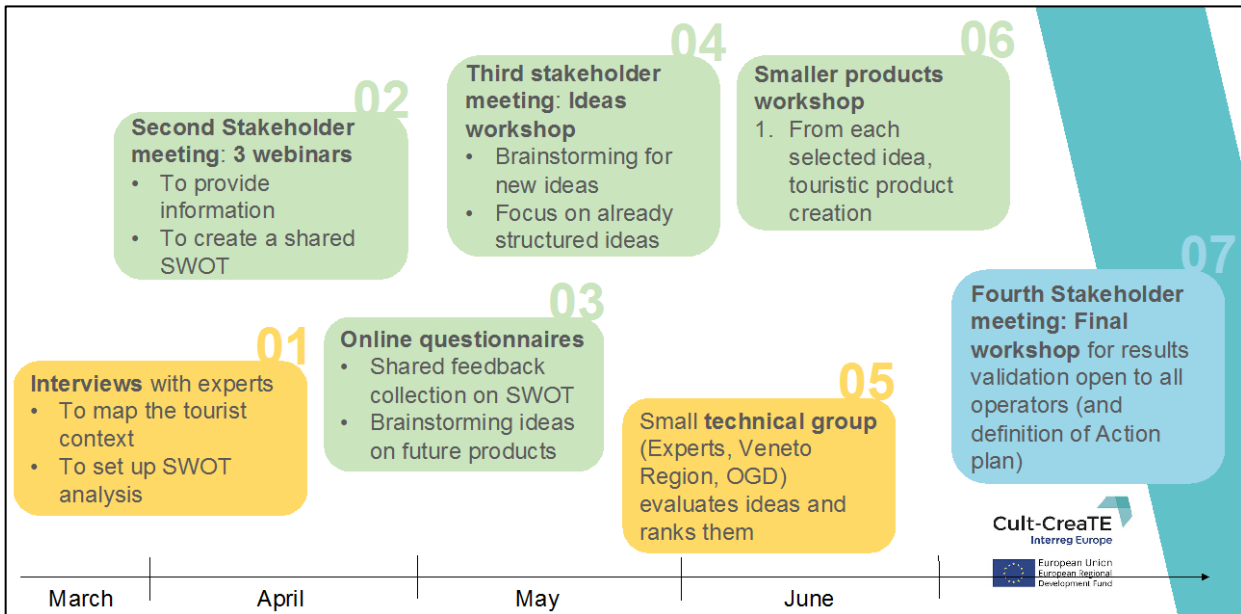 01
Interviews with experts
• To map the tourist
context
• To set up SWOT
analysis
02
Second Stakeholder
meeting: 3 webinars
• To provide
information
• To create a shared
SWOT
03
Online questionnaires
• Shared feedback
collection on SWOT
• Brainstorming ideas
on future products
04
Third stakeholder
meeting: Ideas
workshop
• Brainstorming for
new ideas
• Focus on already
structured ideas
05
Small technical group
(Experts, Veneto
Region, OGD)
evaluates ideas and
ranks them
06
Smaller products
workshop
1. From each
selected idea,
touristic product
creation
07
Fourth Stakeholder
meeting: Final
workshop for results
validation open to all
operators (and
definition of Action
plan)
Cult-CreaTE
Interreg Europe
European Union
European Regional
Development Fund
March
April
May
June